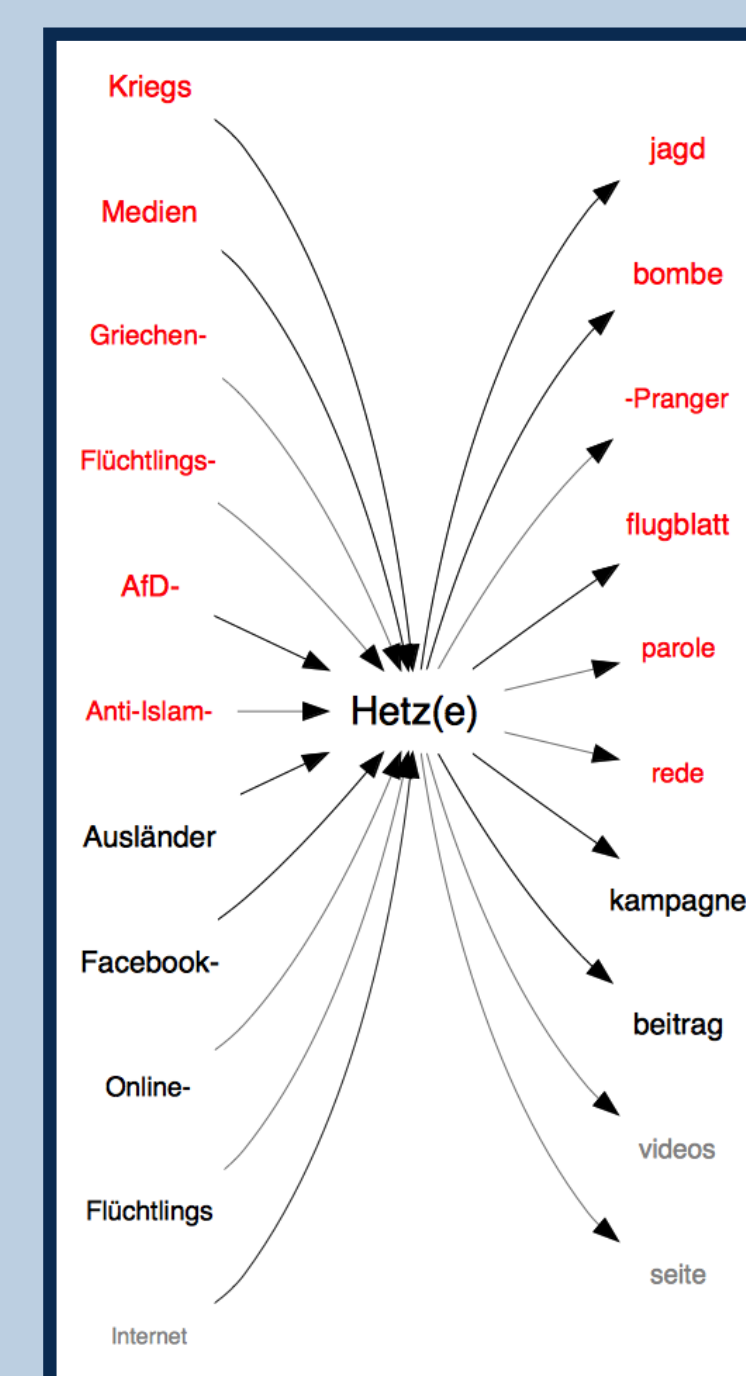 Kriegs
Medien
Griechen-
Flüchtlings-
AfD-
Anti-Islam-
Ausländer
Facebook-
Online-
Flüchtlings
Internet
Hetz(e)
jagd
bombe
-Pranger
flugblatt
parole
rede
kampagne
beitrag
videos
seite